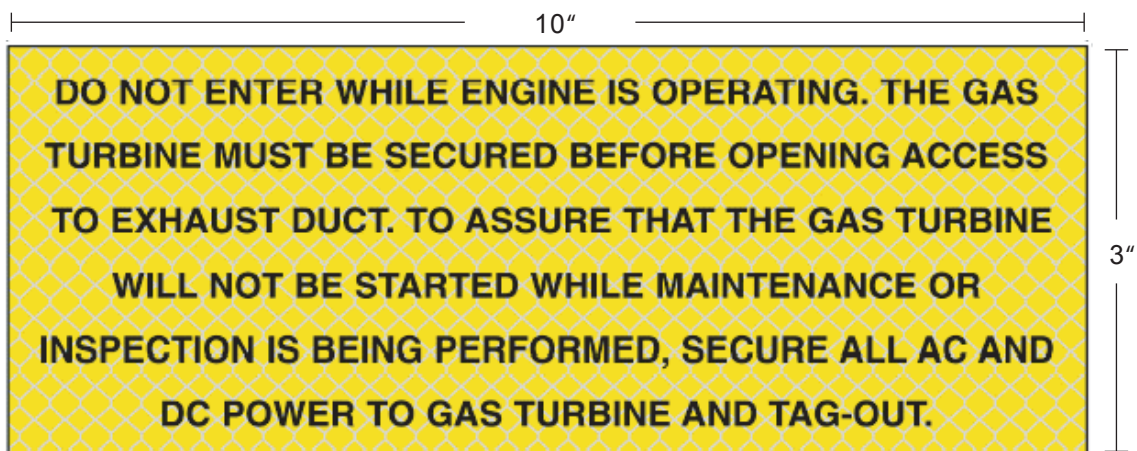 10“
DO NOT ENTER WHILE ENGINE IS OPERATING. THE GAS
TURBINE MUST BE SECURED BEFORE OPENING ACCESS
TO EXHAUST DUCT. TO ASSURE THAT THE GAS TURBINE
WILL NOT BE STARTED WHILE MAINTENANCE OR
INSPECTION IS BEING PERFORMED, SECURE ALL AC AND
DC POWER TO GAS TURBINE AND TAG-OUT.
3“